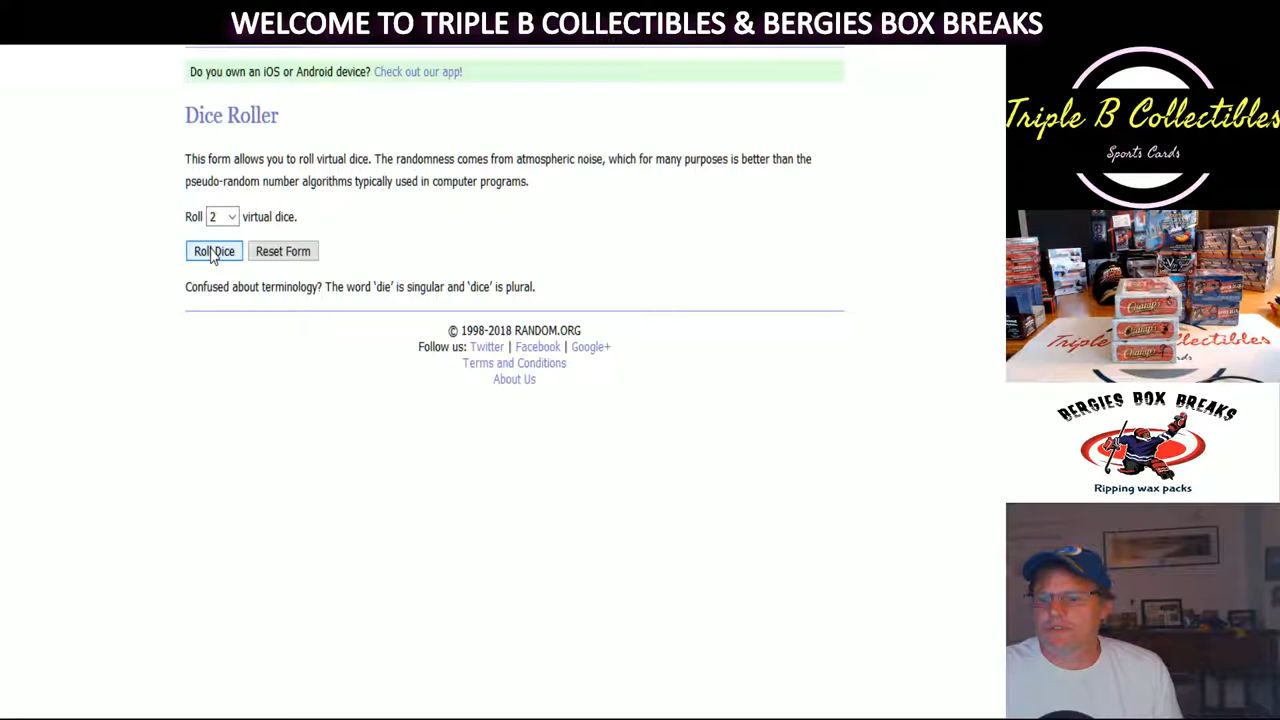 WELCOME TO TRIPLE B COLLECTIBLES & BERGIES BOX BREAKS
Do you own an iOS or Android device? Check out our app!
Dice Roller
This form allows you to roll virtual dice. The randomness comes from atmospheric noise, which for many purposes is better than the
pseudo-random number algorithms typically used in computer programs.
Roll 2 virtual dice.
Roll Dice Reset Form
Confused about terminology? The word 'die' is singular and 'dice' is plural.
© 1998-2018 RANDOM.ORG
Follow us: Twitter | Facebook | Google+
Terms and Conditions
About Us
Triple B Collectibles
Sports Cards
Champ's
Champ's
Champ's
Triple
Collectibles
BERGIES BOX BREAKS
Ripping wax packs